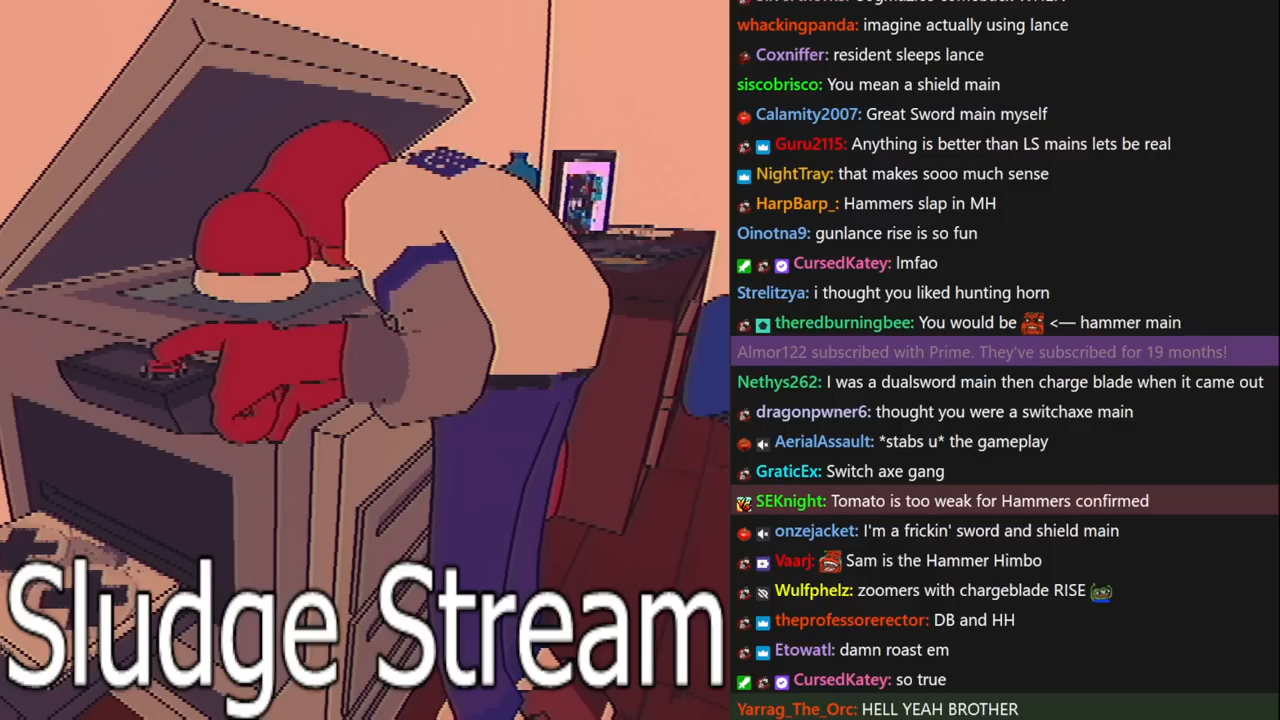 whackingpanda: imagine actually using lance
Coxniffer: resident sleeps lance
siscobrisco: You mean a shield main
Calamity2007: Great Sword main myself
Guru2115: Anything is better than LS mains lets be real
NightTray: that makes sooo much sense
HarpBarp_: Hammers slap in MH
Oinotna9: gunlance rise is so fun
CursedKatey: lmfao
Strelitzya: i thought you liked hunting horn
theredburningbee: You would be <— hammer main
Almor122 subscribed with Prime. They've subscribed for 19 months!
Nethys262: I was a dualsword main then charge blade when it came out
dragonpwner6: thought you were a switchaxe main
AerialAssault: *stabs u* the gameplay
GraticEx: Switch axe gang
SEKnight: Tomato is too weak for Hammers confirmed
onzejacket: I'm a frickin' sword and shield main
Vaarj: Sam is the Hammer Himbo
Wulfphelz: zoomers with chargeblade RISE
theprofessorerector: DB and HH
Etowatl: damn roast em
CursedKatey: so true
Yarrag_The_Orc: HELL YEAH BROTHER
Sludge Stream